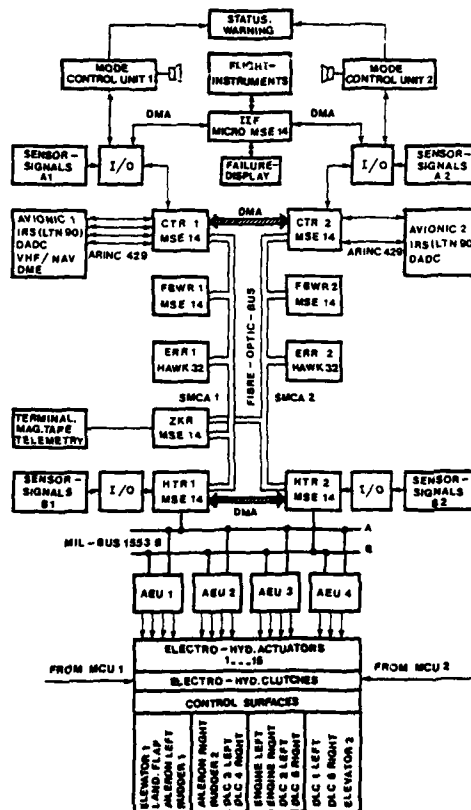 STATUS.
WARNING
MODE
CONTROL UNIT 1
FLIGHT-
INSTRUMENTS
MODE
CONTROL UNIT 2
DMA
IIF
MICRO MSE 14
DMA
SENSOR-
SIGNALS
A1
I/O
FAILURE-
DISPLAY
I/O
SENSOR-
SIGNALS
A2
AVIONIC 1
IRS (LTN 90)
DADC
VHF/NAV
DME
ARINC 429
CTR 1
MSE 14
DMA
CTR 2
MSE 14
ARINC 429
AVIONIC 2
IRS (LTN 90)
DADC
FBWR 1
MSE 14
FBWR 2
MSE 14
FIBRE-OPTIC-BUS
ERR 1
HAWK 32
ERR 2
HAWK 32
SMCA 1
SMCA 2
TERMINAL.
MAG.TAPE
TELEMETRY
ZKR
MSE 14
SENSOR-
SIGNALS
B1
I/O
HTR 1
MSE 14
DMA
HTR 2
MSE 14
I/O
SENSOR-
SIGNALS
B2
A
MIL-BUS 1553 B
B
AEU 1
AEU 2
AEU 3
AEU 4
ELECTRO-HYD.ACTUATORS
1...16
FROM MCU 1
FROM MCU 2
ELECTRO-HYD.CLUTCHES
CONTROL SURFACES
ELEVATOR 1
LAND. FLAP
AILERON LEFT
RUDDER 1
AILERON RIGHT
RUDDER 2
DLC 3 LEFT
DLC 4 RIGHT
ENGINE LEFT
ENGINE RIGHT
DLC 2 LEFT
DLC 5 RIGHT
DLC 1 LEFT
DLC 6 RIGHT
ELEVATOR 2